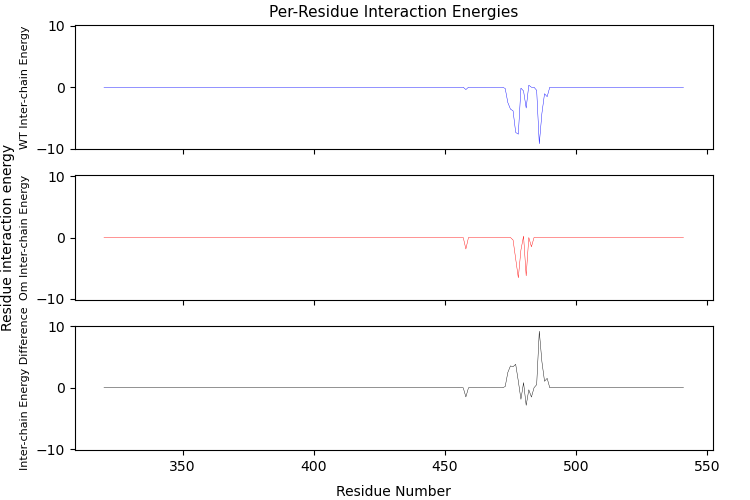 Per-Residue Interaction Energies
Residue interaction energy
WT Inter-chain Energy
10
0
−10
Om Inter-chain Energy
10
0
−10
Inter-chain Energy Difference
10
0
−10
350 400 450 500 550
Residue Number